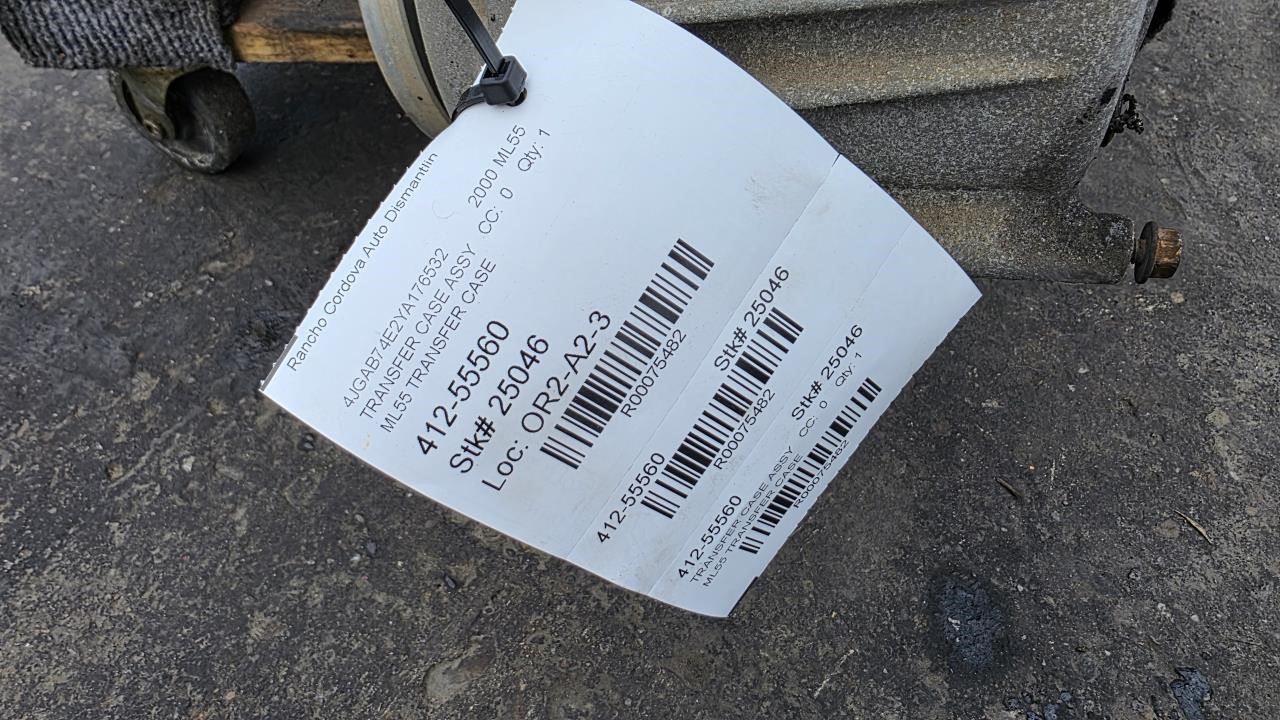 Rancho Cordova Auto Dismantlin
4JGAB74E2YA176532 2000 ML55
TRANSFER CASE ASSY CC: 0 Qty: 1
ML55 TRANSFER CASE
412-55560
Stk# 25046
Loc: OR2-A2-3
R00075482
412-55560 Stk# 25046
R00075482
412-55560 Stk# 25046
TRANSFER CASE ASSY CC: 0 Qty: 1
ML55 TRANSFER CASE
R00075482